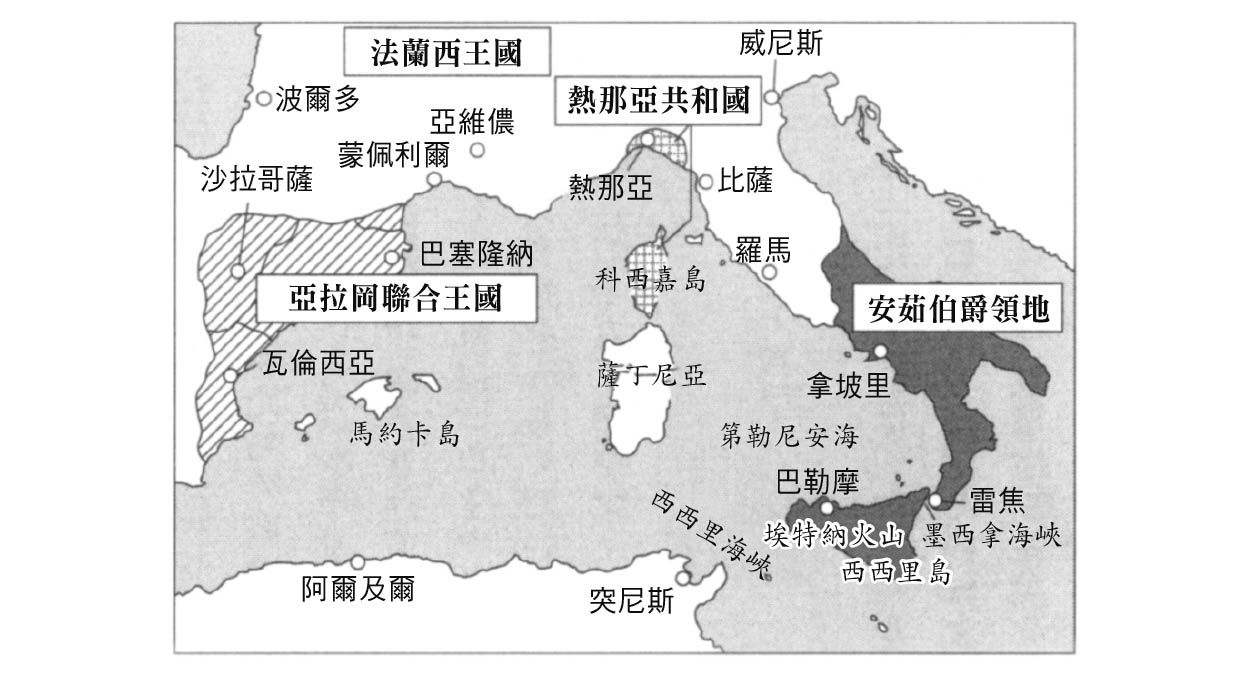 法蘭西王國
威尼斯
波爾多
熱那亞共和國
亞維儂
蒙佩利爾
沙拉哥薩
熱那亞
比薩
巴塞隆納
羅馬
科西嘉島
亞拉岡聯合王國
安茹伯爵領地
瓦倫西亞
薩丁尼亞
拿坡里
馬約卡島
第勒尼安海
巴勒摩
雷焦
西西里海峽
埃特納火山
墨西拿海峽
西西里島
阿爾及爾
突尼斯